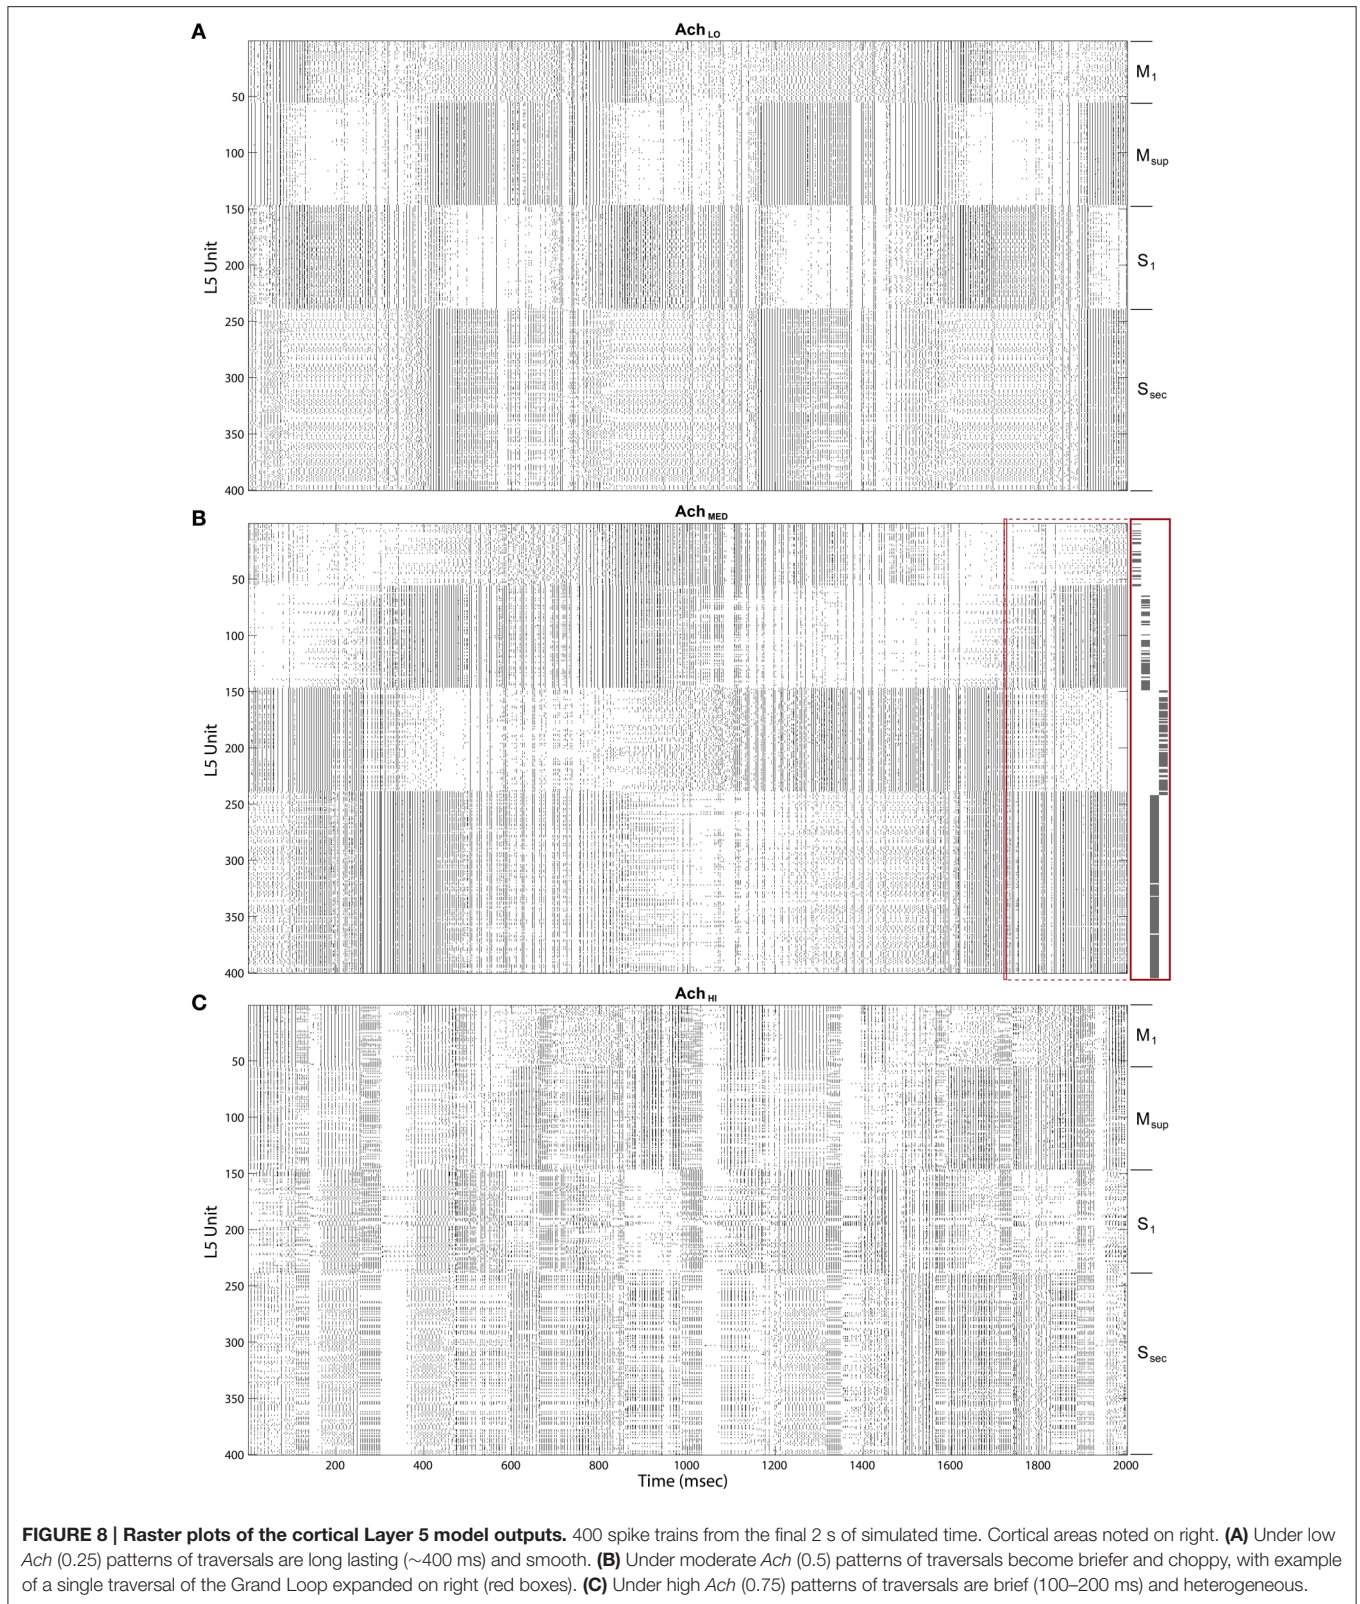 A
Ach LO
50
100
150
200
250
300
350
400
L5 Unit
M1
Msup
S1
Ssec
B
Ach MED
50
100
150
200
250
300
350
400
L5 Unit
C
Ach HI
50
100
150
200
250
300
350
400
L5 Unit
M1
Msup
S1
Ssec
200 400 600 800 1000 1200 1400 1600 1800 2000
Time (msec)
FIGURE 8 | Raster plots of the cortical Layer 5 model outputs. 400 spike trains from the final 2 s of simulated time. Cortical areas noted on right. (A) Under low
Ach (0.25) patterns of traversals are long lasting (~400 ms) and smooth. (B) Under moderate Ach (0.5) patterns of traversals become briefer and choppy, with example
of a single traversal of the Grand Loop expanded on right (red boxes). (C) Under high Ach (0.75) patterns of traversals are brief (100–200 ms) and heterogeneous.